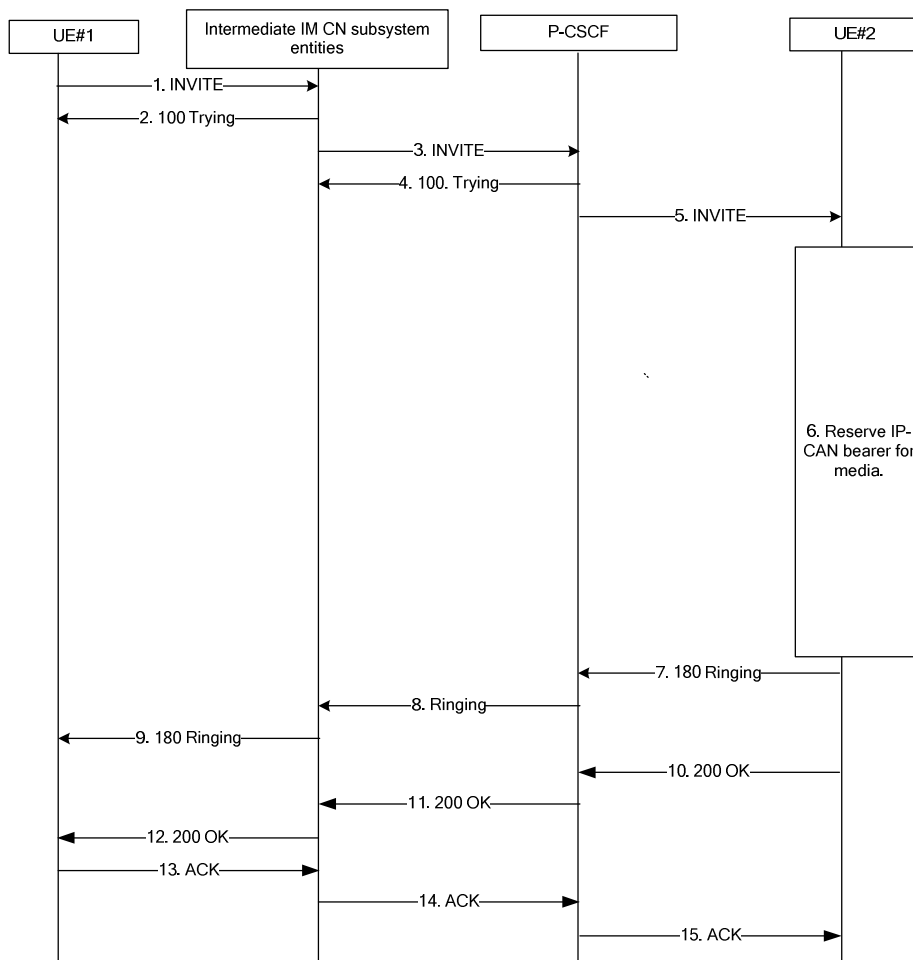 UE#1
Intermediate IM CN subsystem
entities
P-CSCF
UE#2
1. INVITE
2. 100 Trying
3. INVITE
4. 100. Trying
5. INVITE
6. Reserve IP-
CAN bearer for
media.
7. 180 Ringing
8. Ringing
9. 180 Ringing
10. 200 OK
11. 200 OK
12. 200 OK
13. ACK
14. ACK
15. ACK